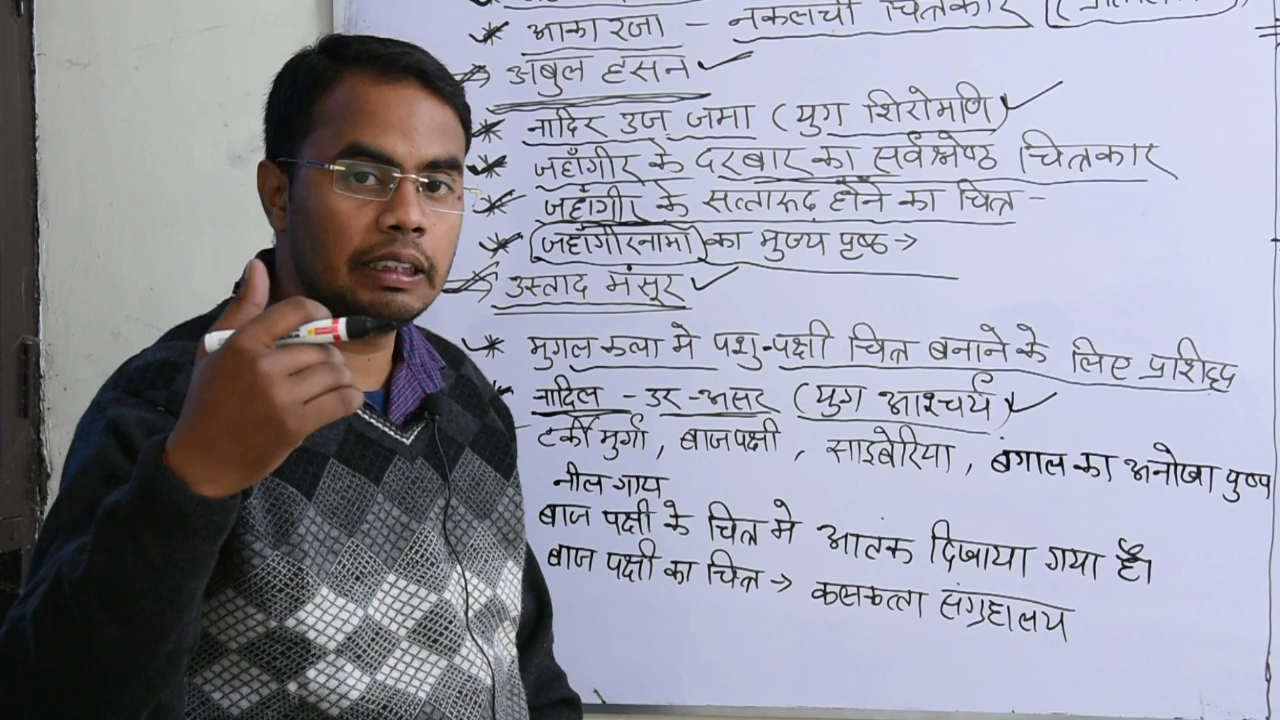 * आका रजा - नकलची चित्रकार
→ अबुल हसन ✓
* नादिर उज जमा (युग शिरोमणि) ✓
* जहाँगीर के दरबार का सर्वश्रेष्ठ चित्रकार
* जहाँगीर के सत्तारूढ़ होने का चित्र -
* जहाँगीरनामा का मुख्य पृष्ठ →
→ उस्ताद मंसूर ✓
* मुगल कला मे पशु-पक्षी चित्र बनाने के लिए प्रशिद्ध
* नादिल - उर - असर (युग आश्चर्य) ✓
- टर्की मुर्गा, बाज पक्षी, साइबेरिया, बंगाल का अनोखा पुष्प
नील गाय
बाज पक्षी के चित्र मे आतंक दिखाया गया है।
बाज पक्षी का चित्र → कलकत्ता संग्रहालय